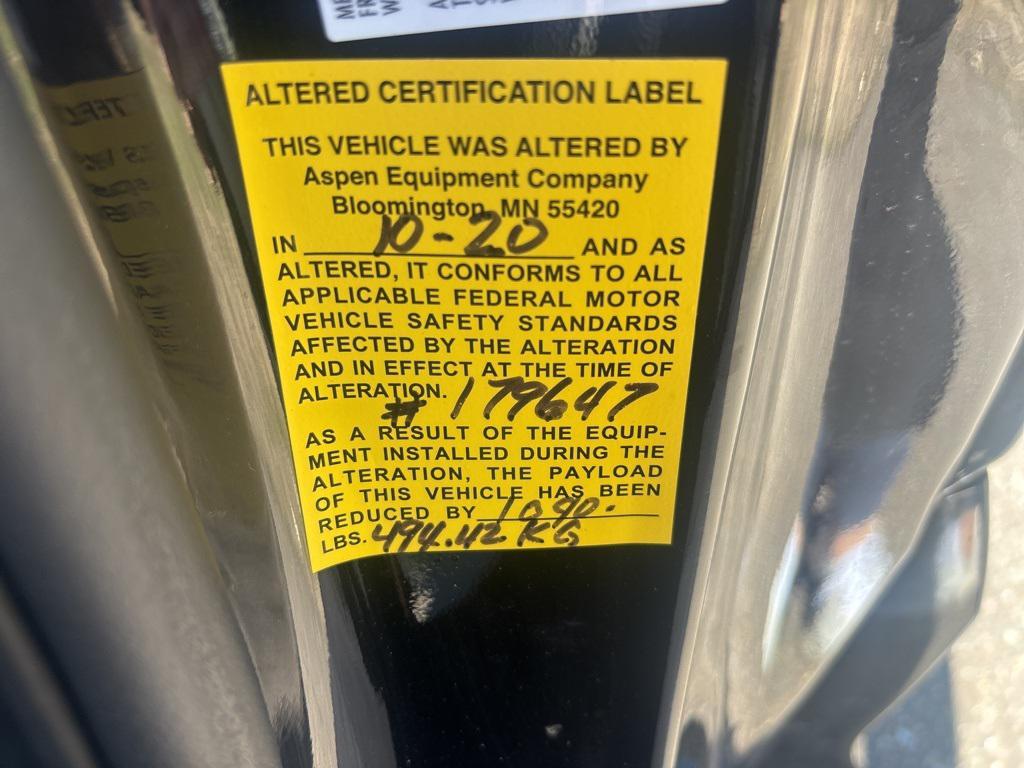 ALTERED CERTIFICATION LABEL
THIS VEHICLE WAS ALTERED BY
Aspen Equipment Company
Bloomington, MN 55420
IN 10-20 AND AS
ALTERED, IT CONFORMS TO ALL
APPLICABLE FEDERAL MOTOR
VEHICLE SAFETY STANDARDS
AFFECTED BY THE ALTERATION
AND IN EFFECT AT THE TIME OF
ALTERATION. # 179647
AS A RESULT OF THE EQUIP-
MENT INSTALLED DURING THE
ALTERATION, THE PAYLOAD
OF THIS VEHICLE HAS BEEN
REDUCED BY 1090.
LBS. 494.42 KG